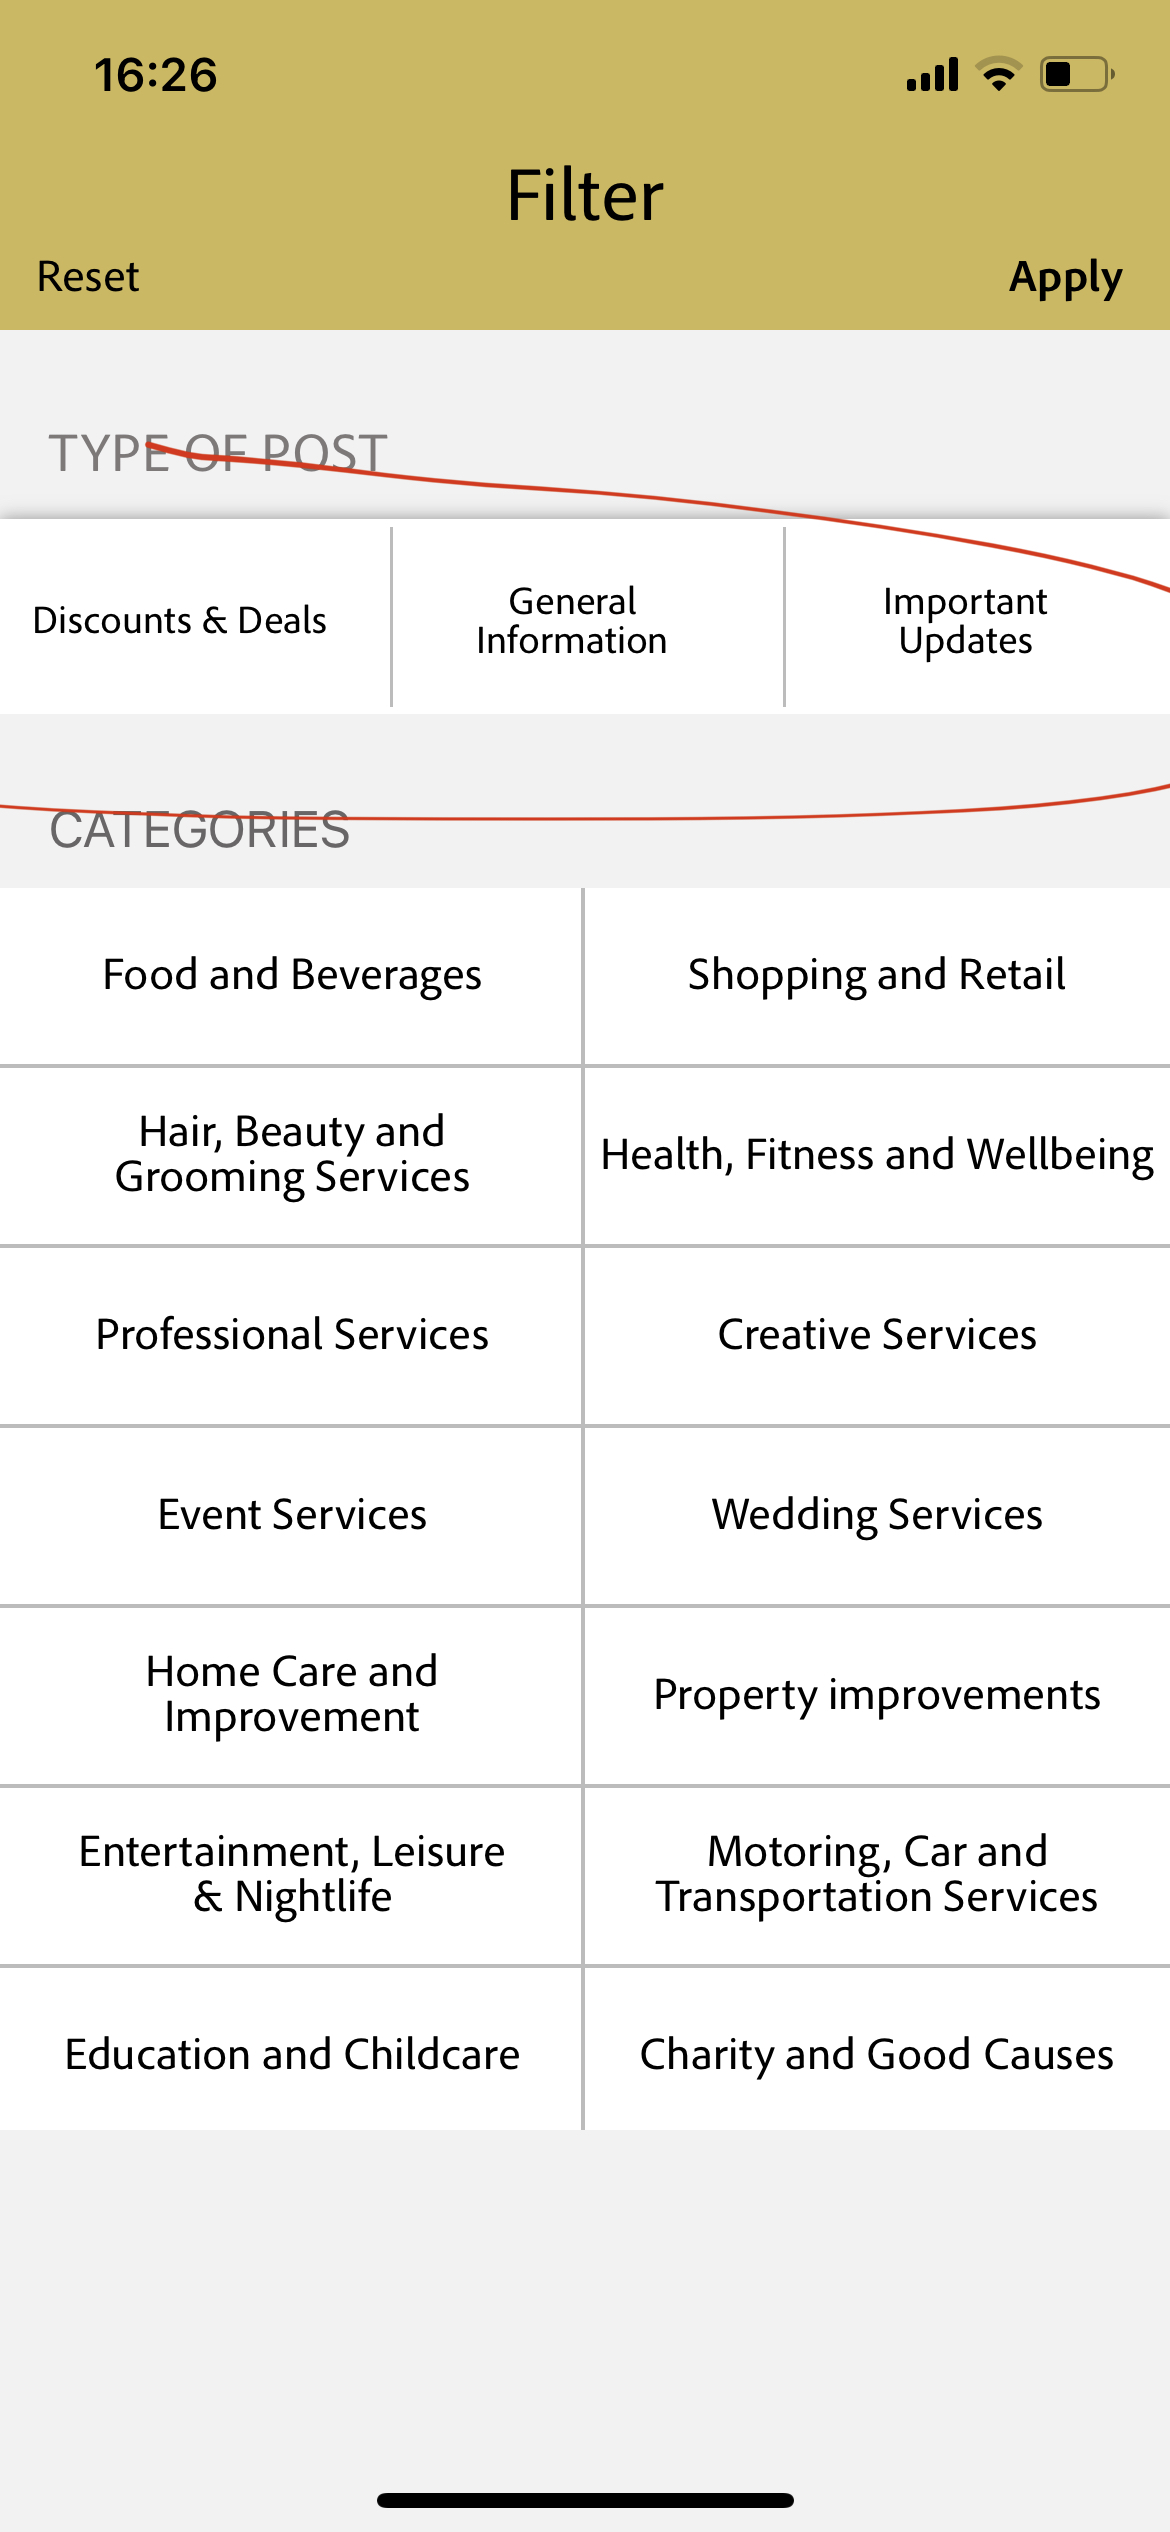 16:26
Filter
Reset
Apply
TYPE OF POST
Discounts & Deals
General
Information
Important
Updates
CATEGORIES
Food and Beverages
Shopping and Retail
Hair, Beauty and
Grooming Services
Health, Fitness and Wellbeing
Professional Services
Creative Services
Event Services
Wedding Services
Home Care and
Improvement
Property improvements
Entertainment, Leisure
& Nightlife
Motoring, Car and
Transportation Services
Education and Childcare
Charity and Good Causes